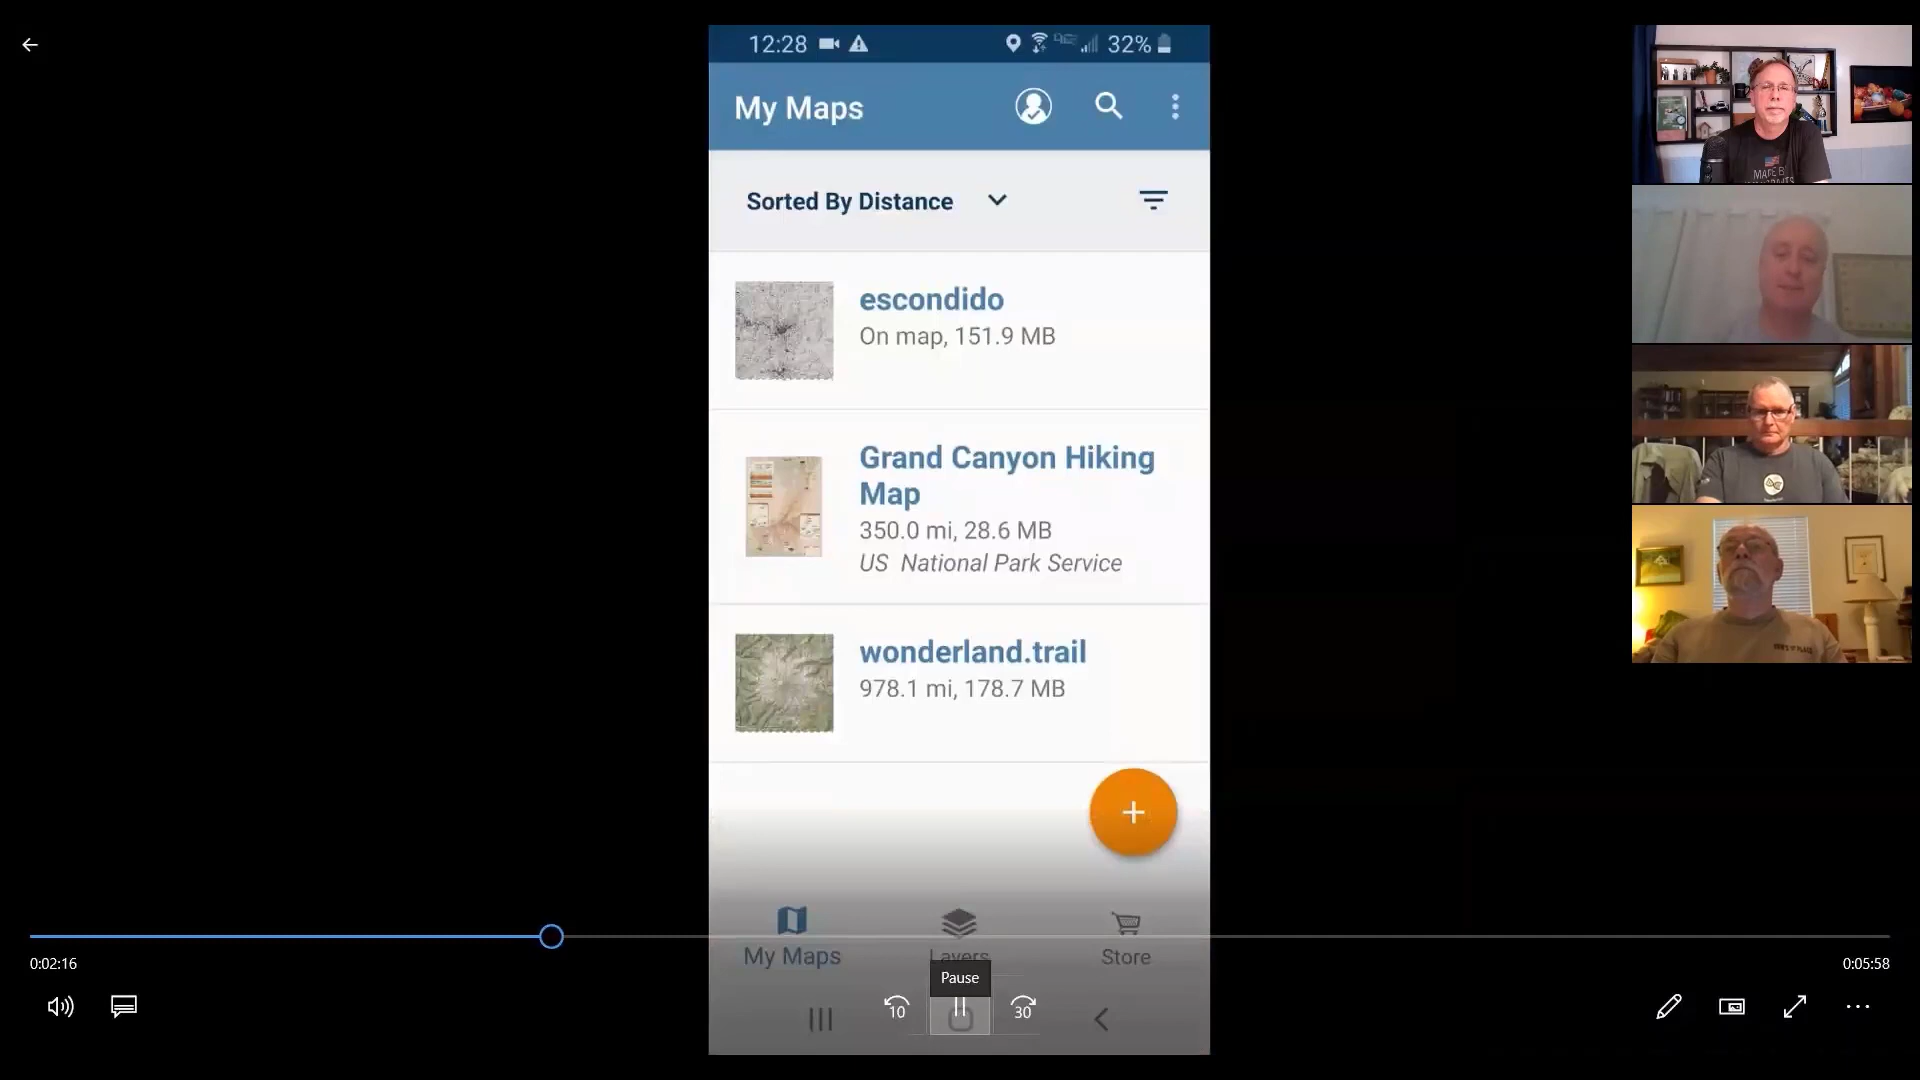 12:28
32%
My Maps
Sorted By Distance
escondido
On map, 151.9 MB
Grand Canyon Hiking
Map
350.0 mi, 28.6 MB
US National Park Service
wonderland.trail
978.1 mi, 178.7 MB
+
My Maps
Layers
Store
Pause
0:02:16
0:05:58
10
30
MADE B